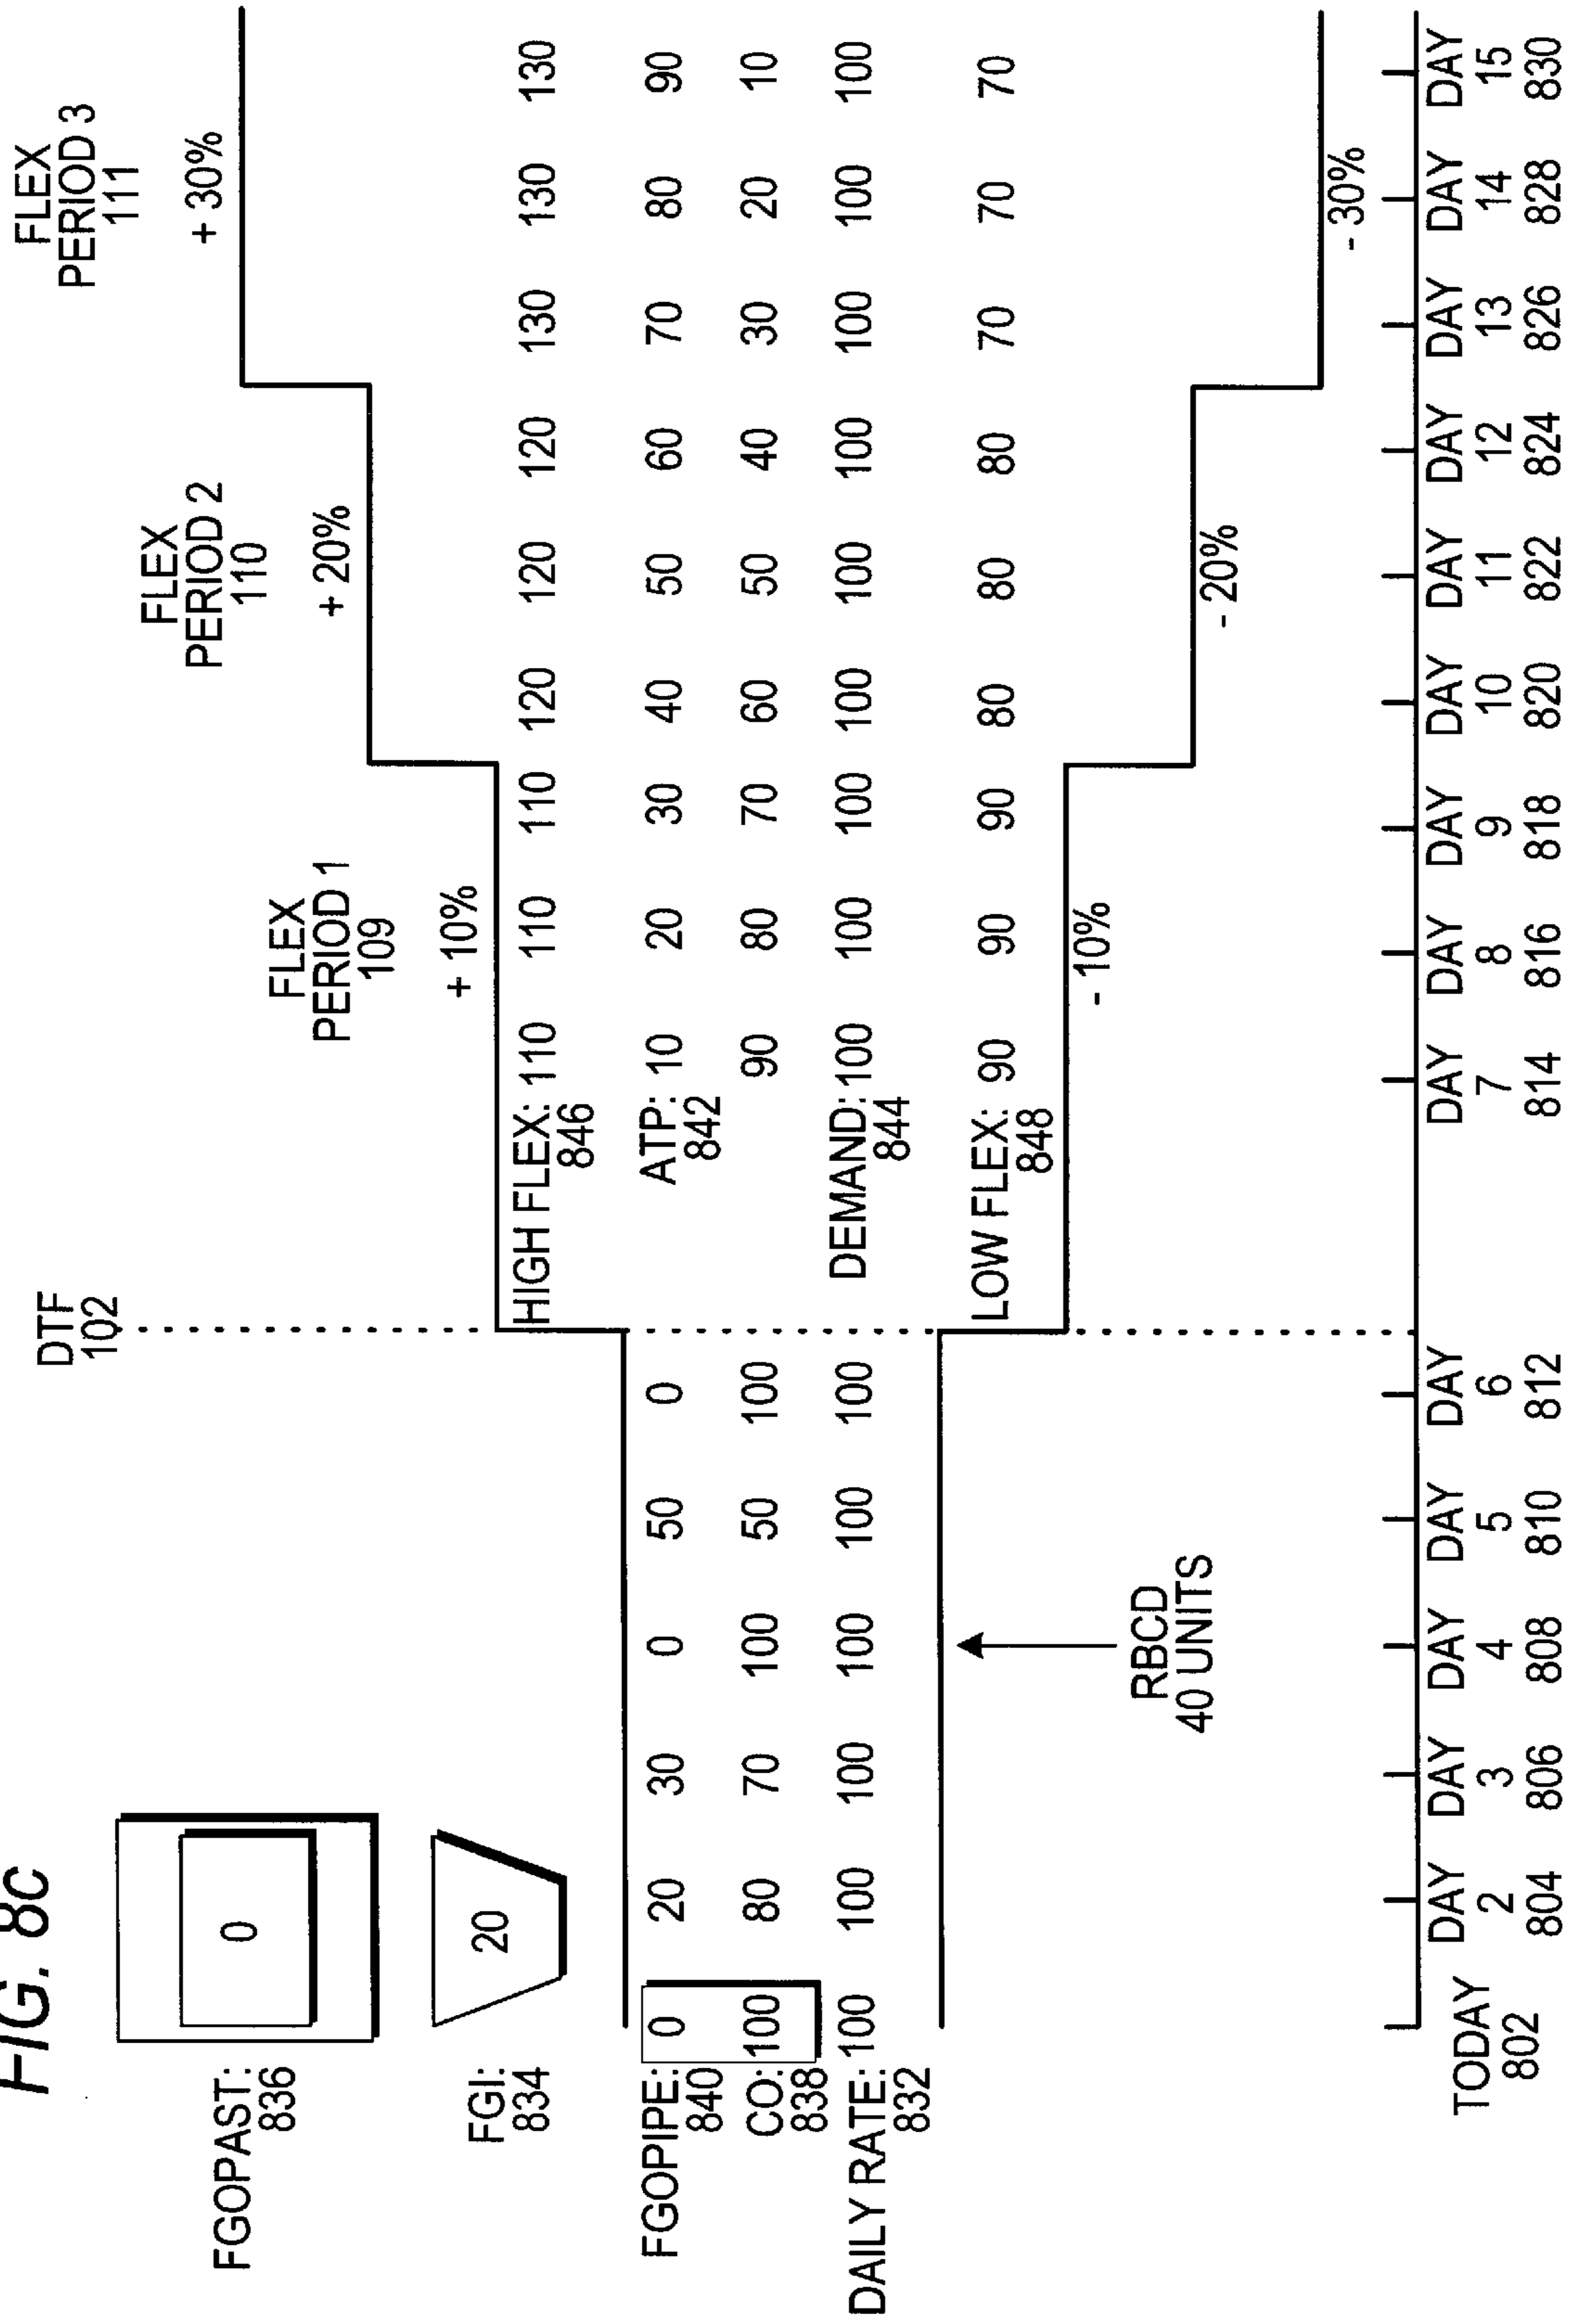 FIG. 8c
FGOPAST:
836
0
FGI:
834
20
DTF
102
FLEX
PERIOD 1
109
+ 10%
FLEX
PERIOD 2
110
+ 20%
FLEX
PERIOD 3
111
+ 30%
HIGH FLEX: 110 110 110 120 120 120 130 130 130
846
FGOPIPE: 0 20 30 0 50 0
840
ATP: 10 20 30 40 50 60 70 80 90
842
CO: 100 80 70 100 50 100 90 80 70 60 50 40 30 20 10
838
DAILY RATE: 100 100 100 100 100 100
832
DEMAND: 100 100 100 100 100 100 100 100 100
844
LOW FLEX: 90 90 90 80 80 80 70 70 70
848
- 10%
- 20%
- 30%
RBCD
40 UNITS
TODAY
802
DAY
2
804
DAY
3
806
DAY
4
808
DAY
5
810
DAY
6
812
DAY
7
814
DAY
8
816
DAY
9
818
DAY
10
820
DAY
11
822
DAY
12
824
DAY
13
826
DAY
14
828
DAY
15
830